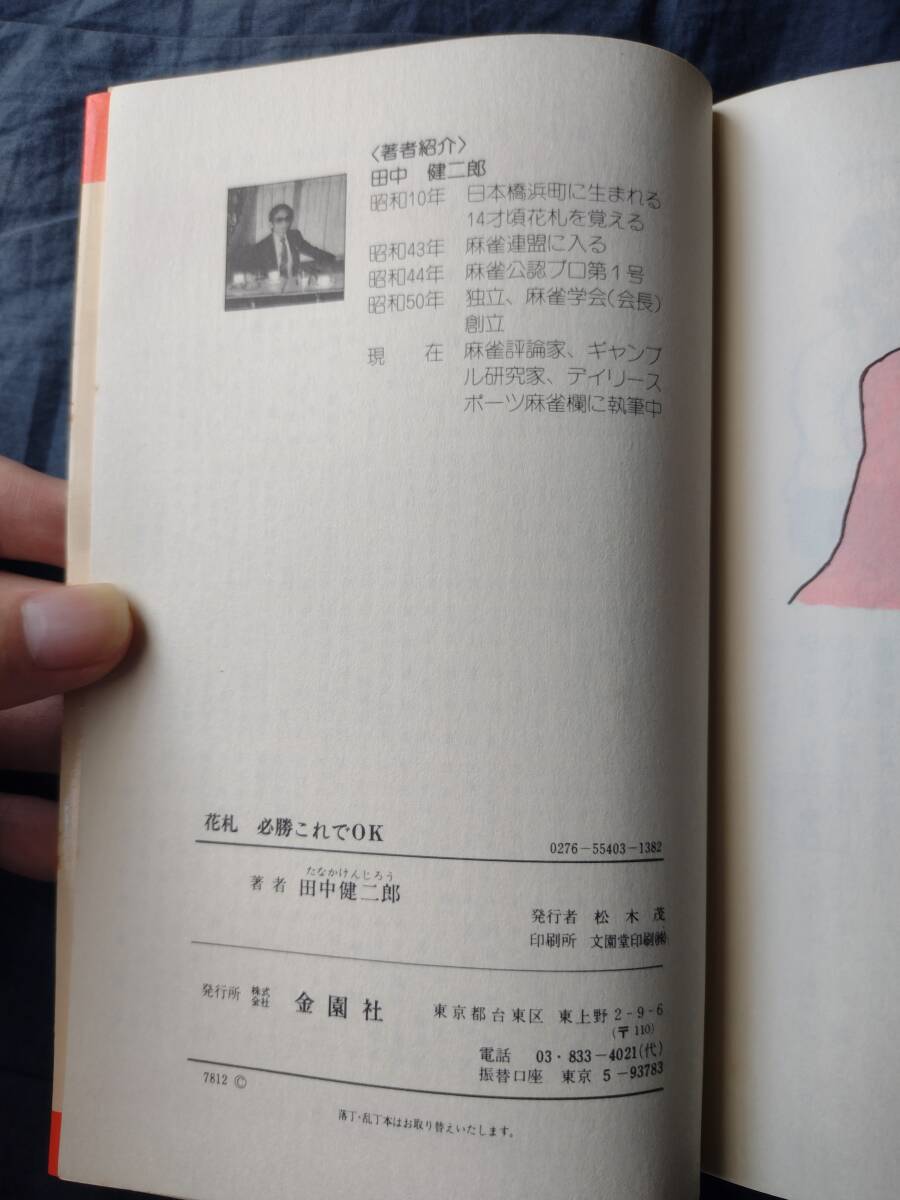 〈著者紹介〉
田中 健二郎
昭和10年 日本橋浜町に生まれる
14才頃花札を覚える
昭和43年 麻雀連盟に入る
昭和44年 麻雀公認プロ第1号
昭和50年 独立、麻雀学会(会長)
創立
現在 麻雀評論家、ギャンブ
ル研究家、デイリース
ポーツ麻雀欄に執筆中
花札 必勝これでOK
0276-55403-1382
たなかけんじろう
著者 田中健二郎
発行者 松木茂
印刷所 文園堂印刷㈱
発行所 株式会社 金園社
東京都台東区 東上野2-9-6
(〒110)
電話 03・833-4021(代)
振替口座 東京 5-93783
7812 ©
落丁・乱丁本はお取り替えいたします。